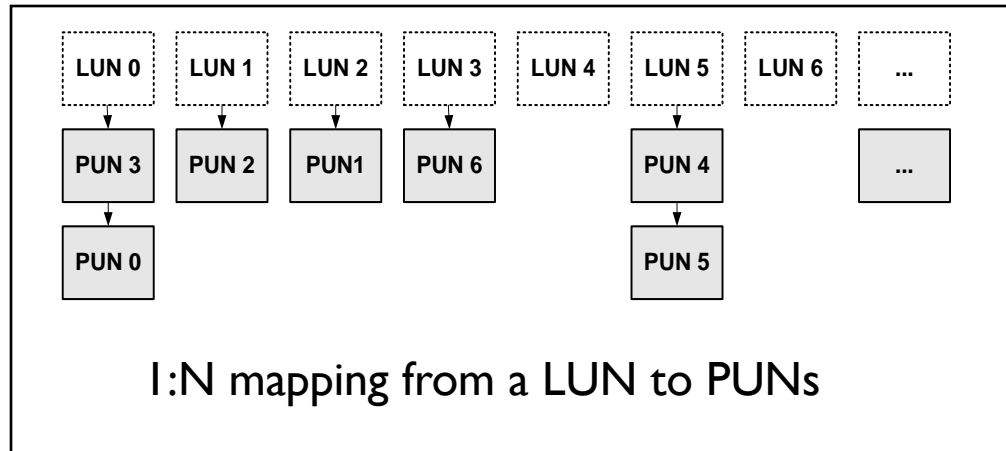 LUN 0 LUN 1 LUN 2 LUN 3 LUN 4 LUN 5 LUN 6 ...
PUN 3 PUN 2 PUN1 PUN 6 PUN 4 ...
PUN 0 PUN 5
1:N mapping from a LUN to PUNs